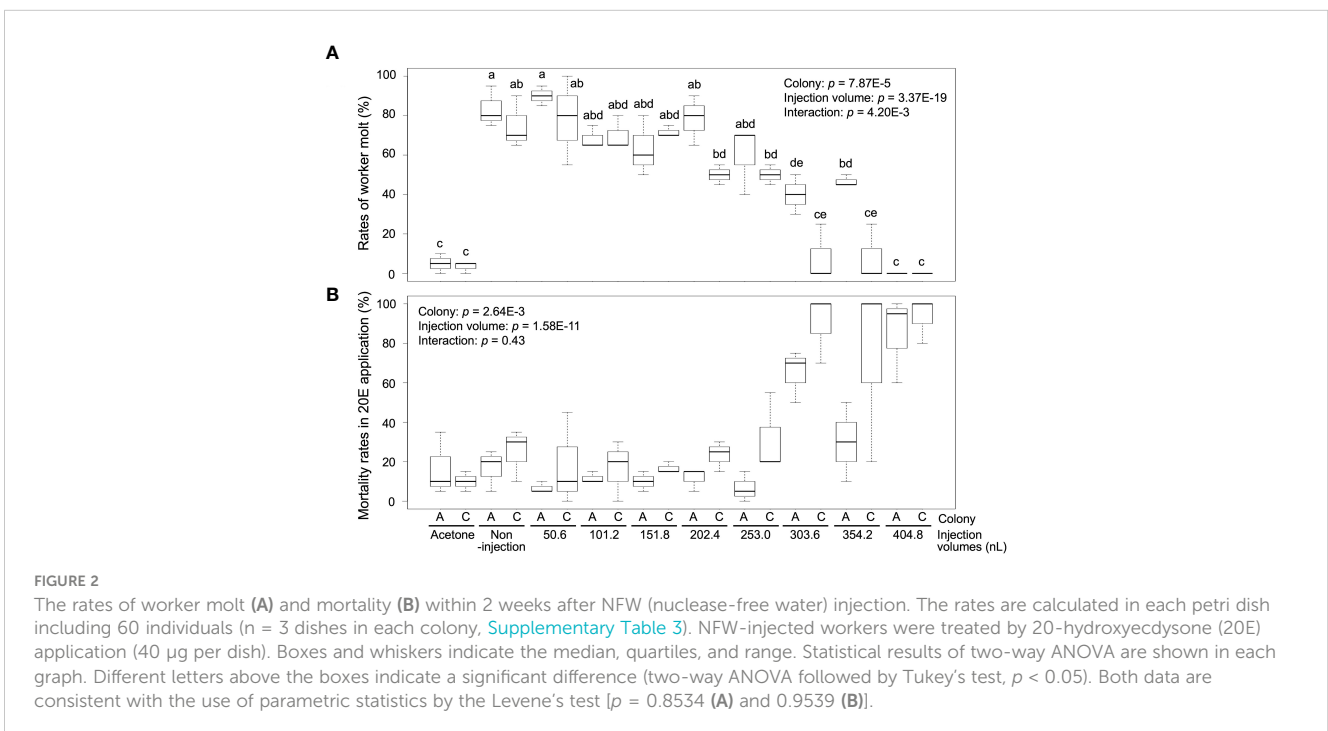 A
Rates of worker molt (%)
100
80
60
40
20
0
a
ab
a
ab
abd
abd
abd
abd
ab
bd
abd
bd
de
ce
bd
ce
c
c
c
c
Colony: p = 7.87E-5
Injection volume: p = 3.37E-19
Interaction: p = 4.20E-3
B
Mortality rates in 20E application (%)
100
80
60
40
20
0
Colony: p = 2.64E-3
Injection volume: p = 1.58E-11
Interaction: p = 0.43
A C A C A C A C A C A C A C A C A C A C Colony
Acetone Non -injection 50.6 101.2 151.8 202.4 253.0 303.6 354.2 404.8 Injection volumes (nL)
FIGURE 2
The rates of worker molt (A) and mortality (B) within 2 weeks after NFW (nuclease-free water) injection. The rates are calculated in each petri dish
including 60 individuals (n = 3 dishes in each colony, Supplementary Table 3). NFW-injected workers were treated by 20-hydroxyecdysone (20E)
application (40 μg per dish). Boxes and whiskers indicate the median, quartiles, and range. Statistical results of two-way ANOVA are shown in each
graph. Different letters above the boxes indicate a significant difference (two-way ANOVA followed by Tukey's test, p < 0.05). Both data are
consistent with the use of parametric statistics by the Levene's test [p = 0.8534 (A) and 0.9539 (B)].